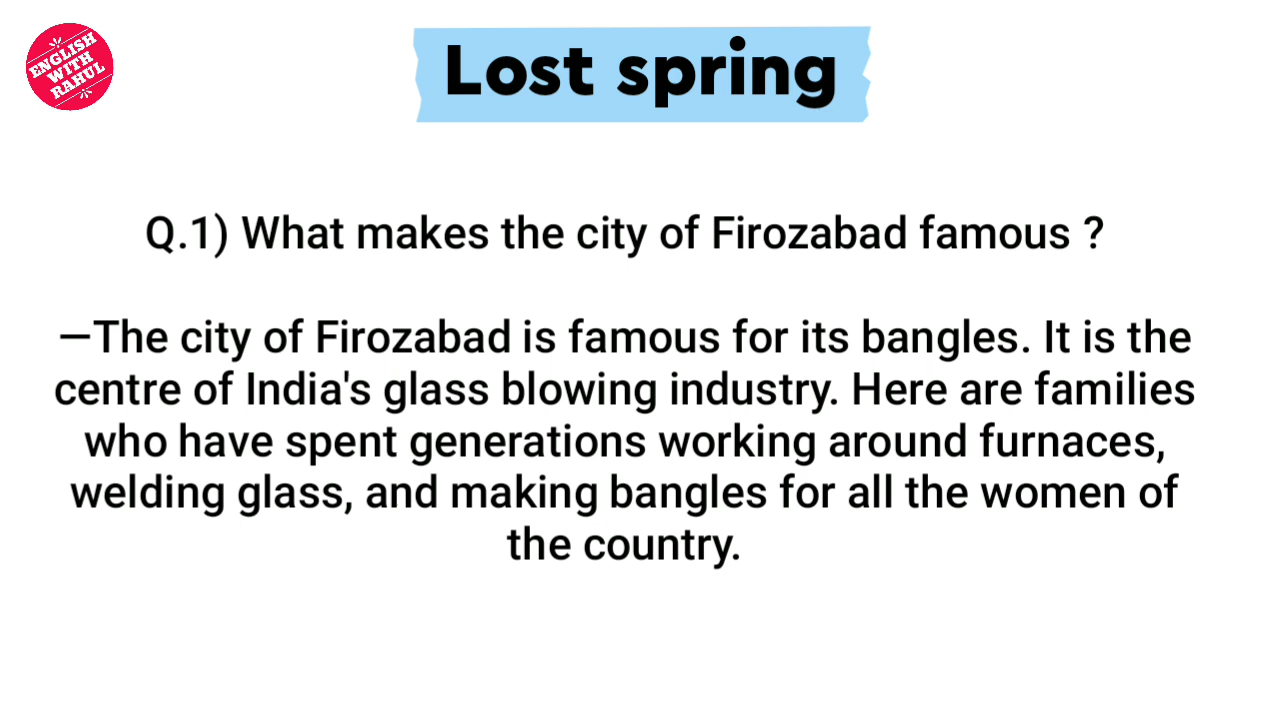 ENGLISH
WITH
RAHUL
Lost spring
Q.1) What makes the city of Firozabad famous ?
—The city of Firozabad is famous for its bangles. It is the
centre of India's glass blowing industry. Here are families
who have spent generations working around furnaces,
welding glass, and making bangles for all the women of
the country.